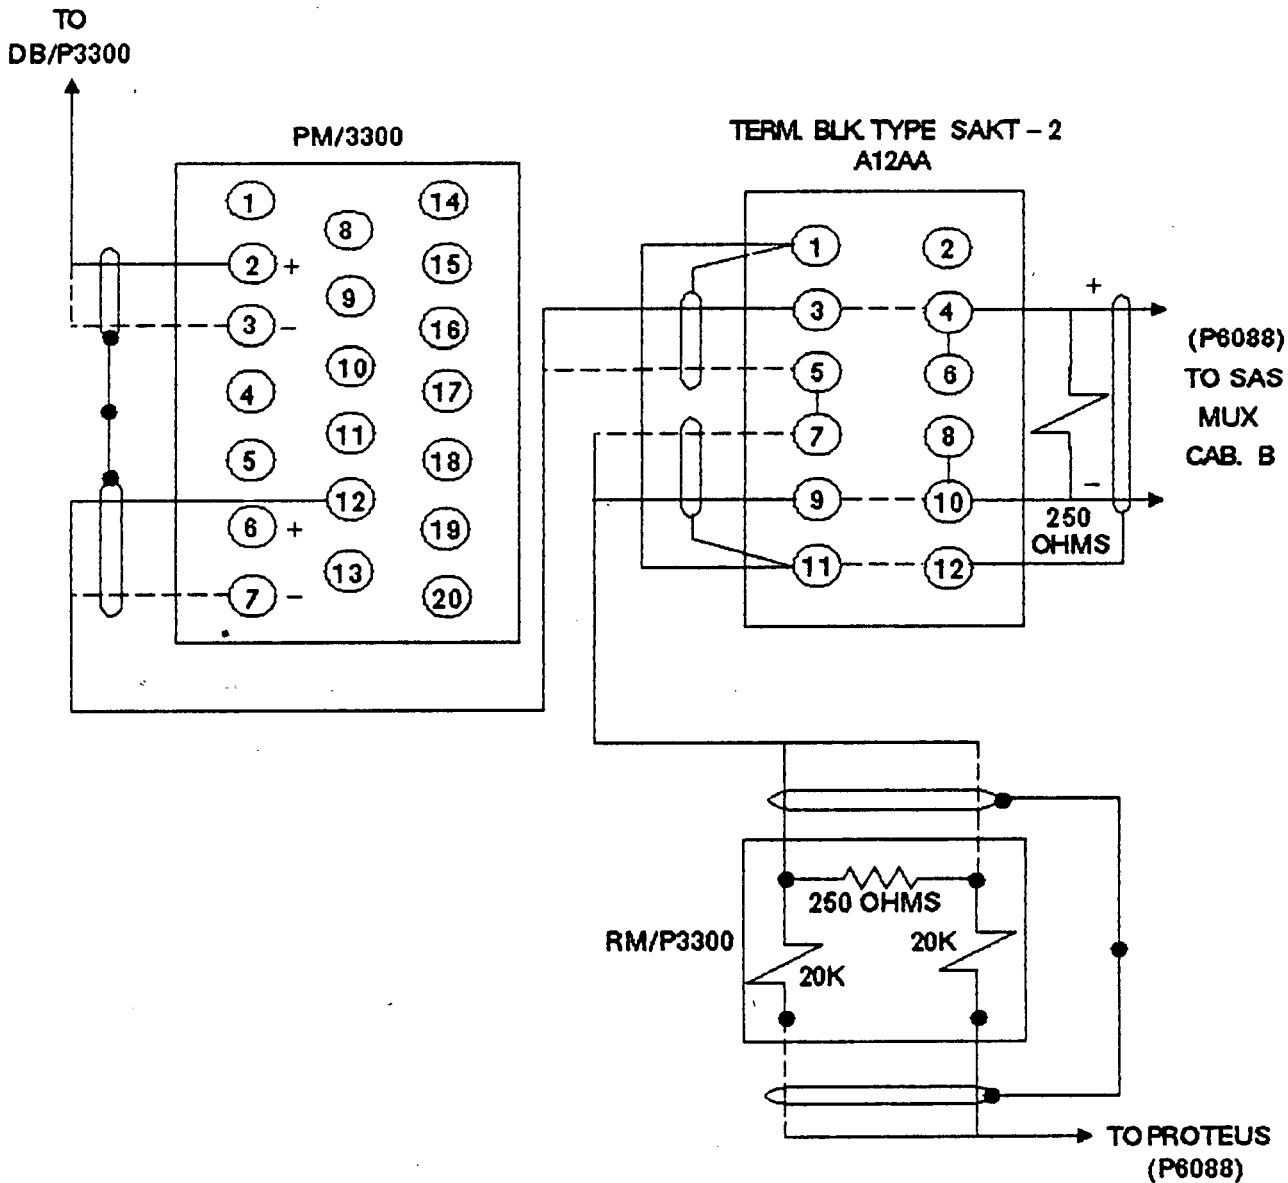 TO
DB/P3300
PM/3300
TERM. BLK. TYPE SAKT - 2
A12AA
1
8
14
2 +
15
9
3 -
16
10
4
17
11
5
18
12
6 +
19
13
7 -
20
1
2
3
4
5
6
7
8
9
10
11
12
+
-
250
OHMS
(P6088)
TO SAS
MUX
CAB. B
250 OHMS
RM/P3300
20K
20K
TO PROTEUS
(P6088)